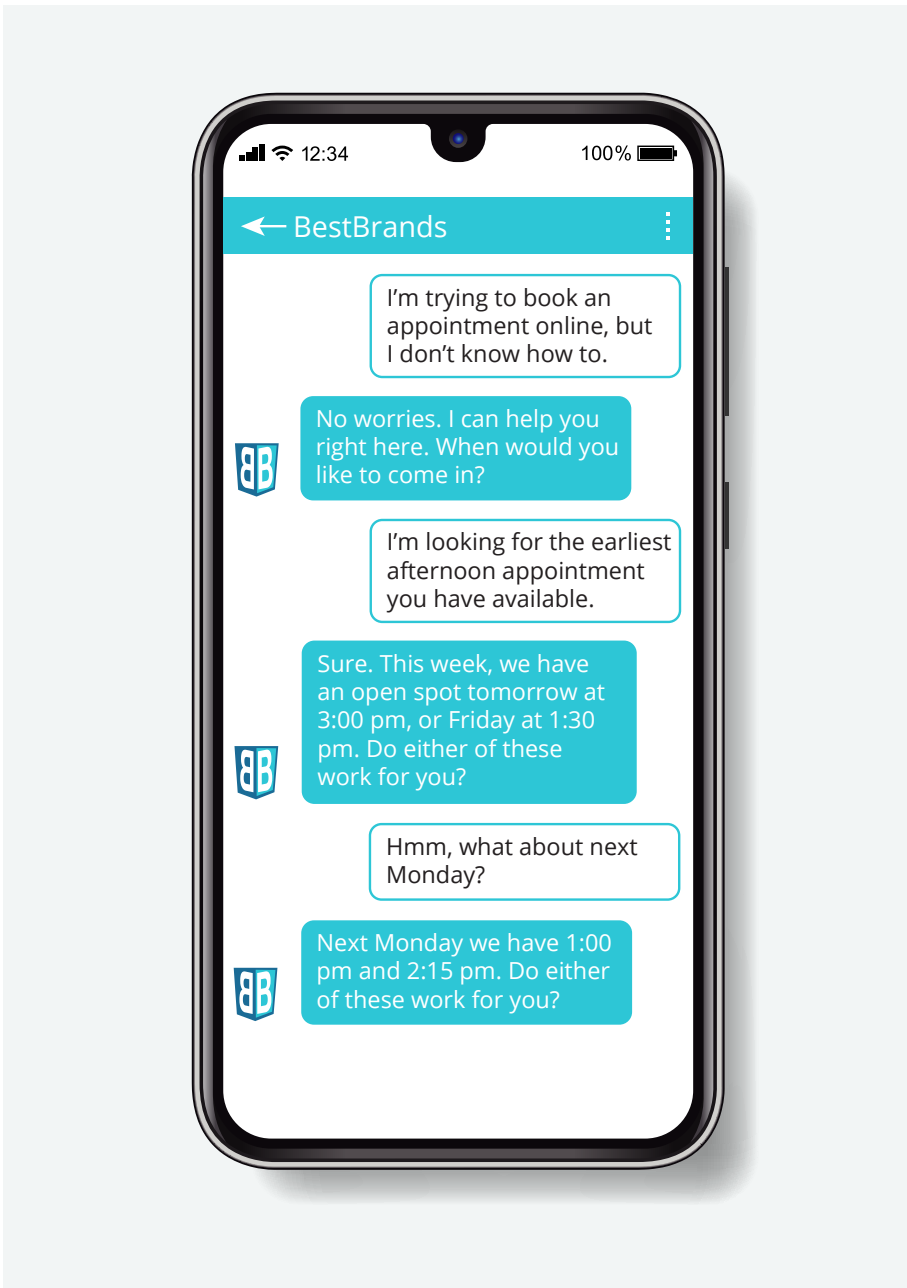 12:34
100%
BestBrands
I’m trying to book an
appointment online, but
I don’t know how to.
No worries. I can help you
right here. When would you
like to come in?
BB
I’m looking for the earliest
afternoon appointment
you have available.
Sure. This week, we have
an open spot tomorrow at
3:00 pm, or Friday at 1:30
pm. Do either of these
work for you?
BB
Hmm, what about next
Monday?
Next Monday we have 1:00
pm and 2:15 pm. Do either
of these work for you?
BB